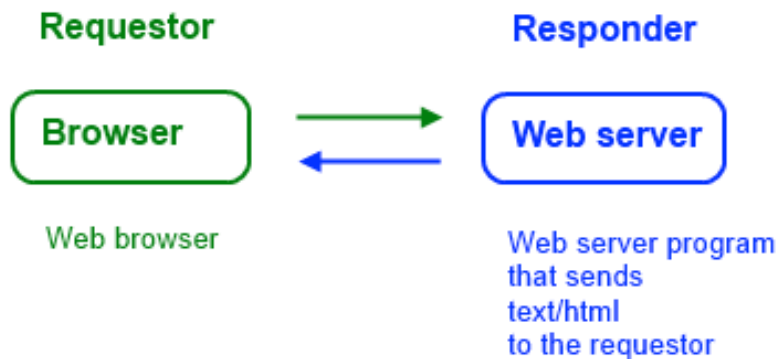 Requestor
Responder
Browser
Web server
Web browser
Web server program
that sends
text/html
to the requestor